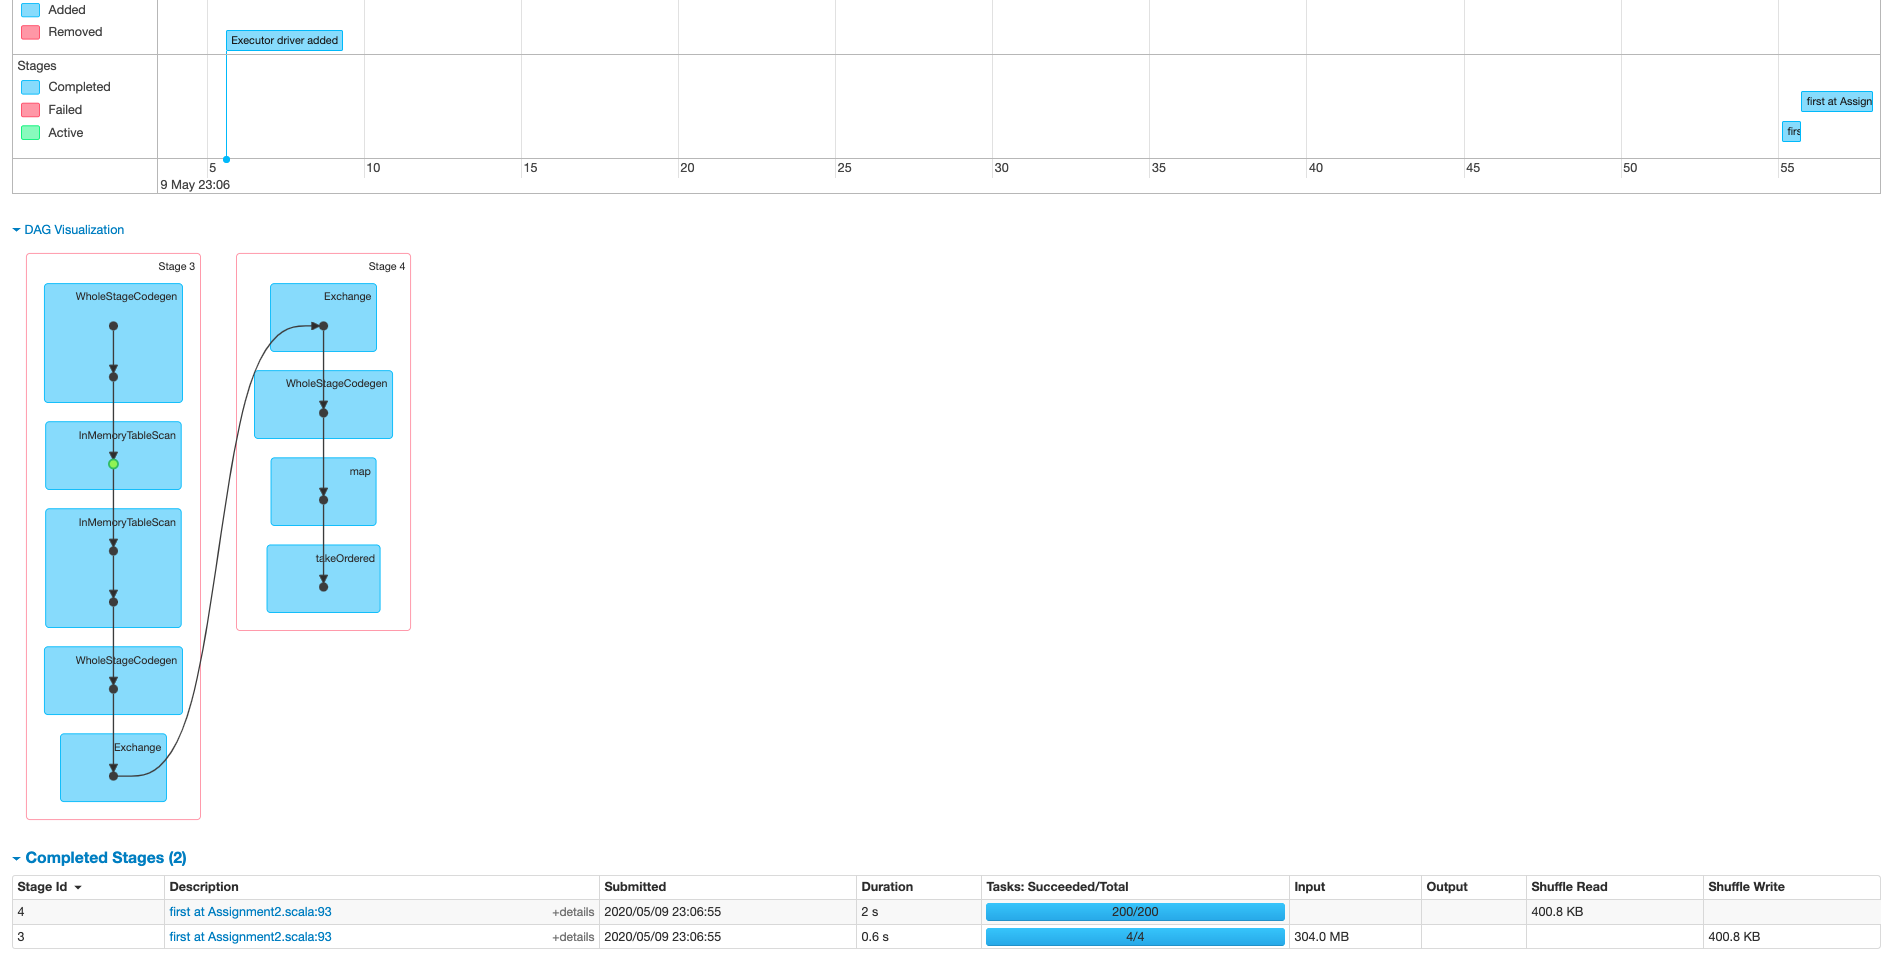 Added
Removed
Executor driver added
Stages
Completed
Failed
Active
first at Assign
firs
5 10 15 20 25 30 35 40 45 50 55
9 May 23:06
DAG Visualization
Stage 3
WholeStageCodegen
InMemoryTableScan
InMemoryTableScan
WholeStageCodegen
Exchange
Stage 4
Exchange
WholeStageCodegen
map
takeOrdered
Completed Stages (2)
Stage Id Description Submitted Duration Tasks: Succeeded/Total Input Output Shuffle Read Shuffle Write
4 first at Assignment2.scala:93 +details 2020/05/09 23:06:55 2 s 200/200 400.8 KB
3 first at Assignment2.scala:93 +details 2020/05/09 23:06:55 0.6 s 4/4 304.0 MB 400.8 KB